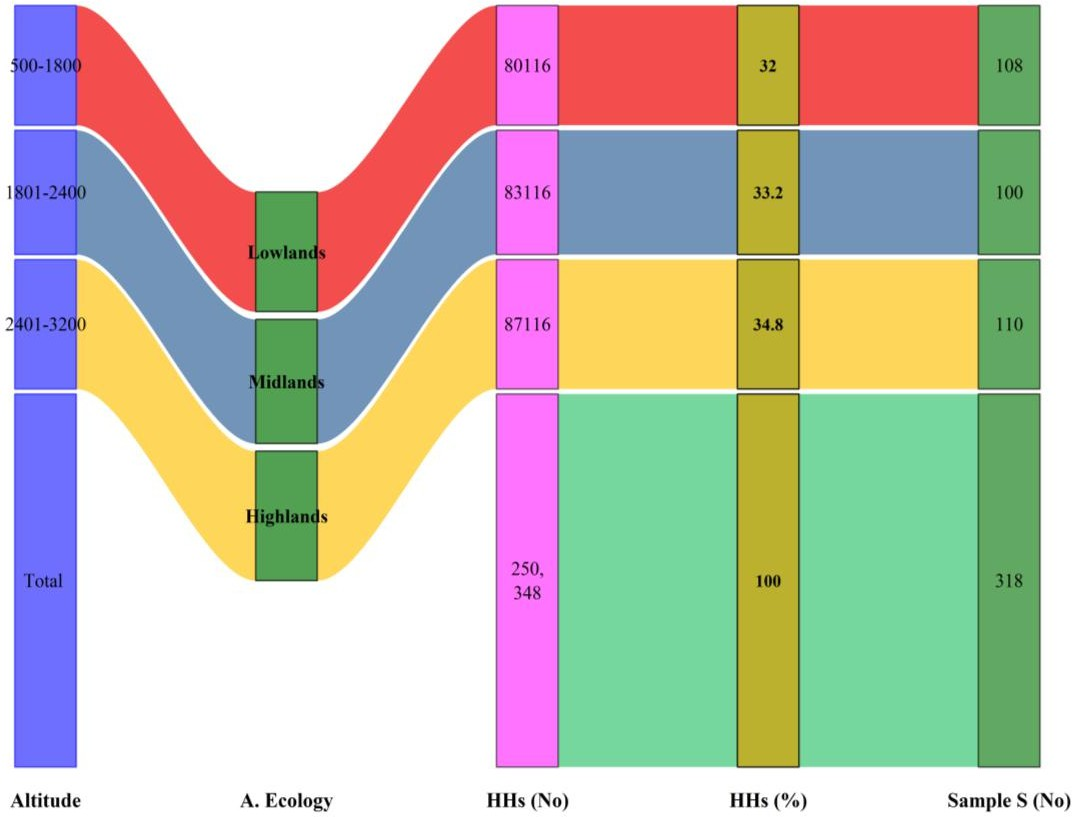 500-1800
80116
32
108
1801-2400
83116
33.2
100
Lowlands
2401-3200
87116
34.8
110
Midlands
Highlands
Total
250,
348
100
318
Altitude
A. Ecology
HHs (No)
HHs (%)
Sample S (No)